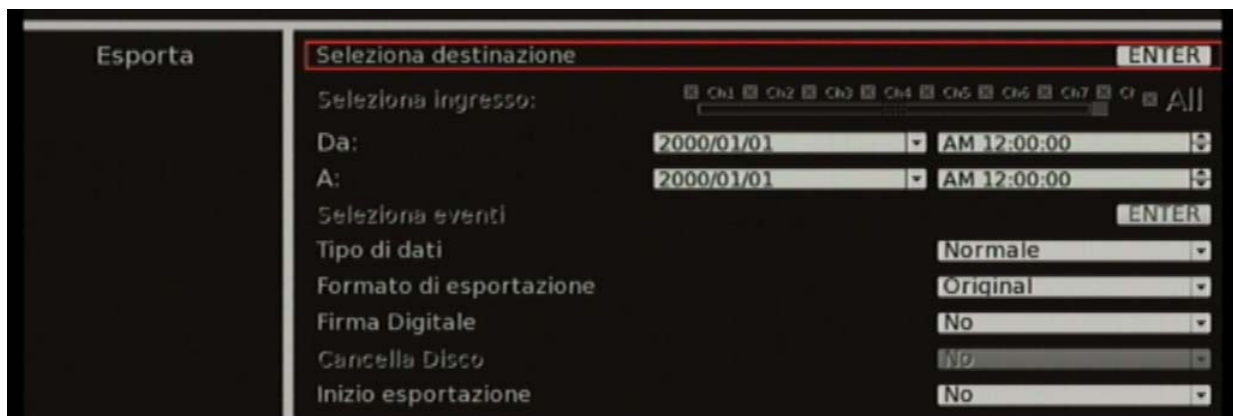 Esporta
Seleziona destinazione ENTER
Seleziona ingresso: Ch1 Ch2 Ch3 Ch4 Ch5 Ch6 Ch7 All
Da: 2000/01/01 AM 12:00:00
A: 2000/01/01 AM 12:00:00
Seleziona eventi ENTER
Tipo di dati Normale
Formato di esportazione Original
Firma Digitale No
Cancella Disco No
Inizio esportazione No